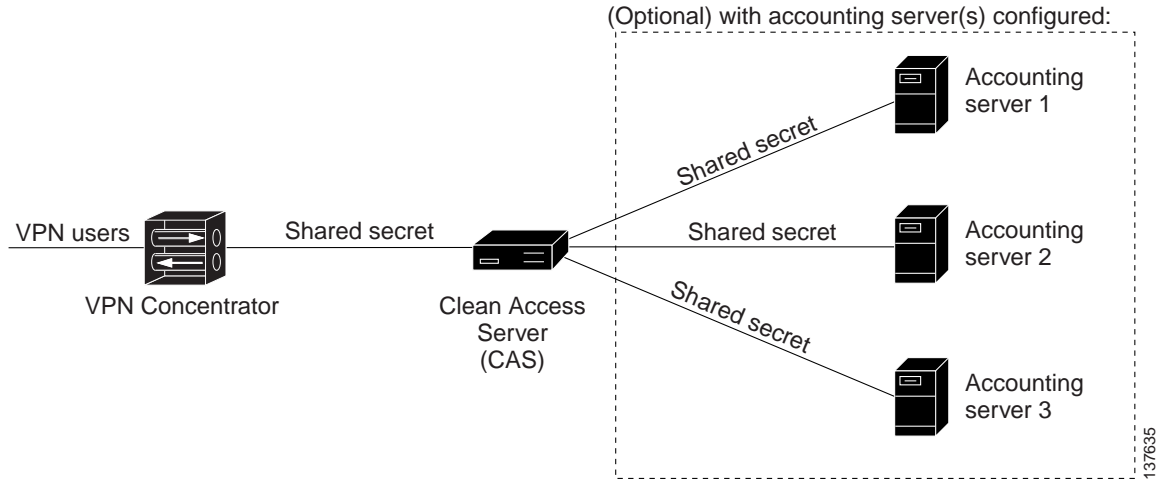 (Optional) with accounting server(s) configured:
Accounting
server 1
Shared secret
VPN users
Shared secret
Shared secret
Accounting
server 2
VPN Concentrator
Clean Access
Server
(CAS)
Shared secret
Accounting
server 3
137635